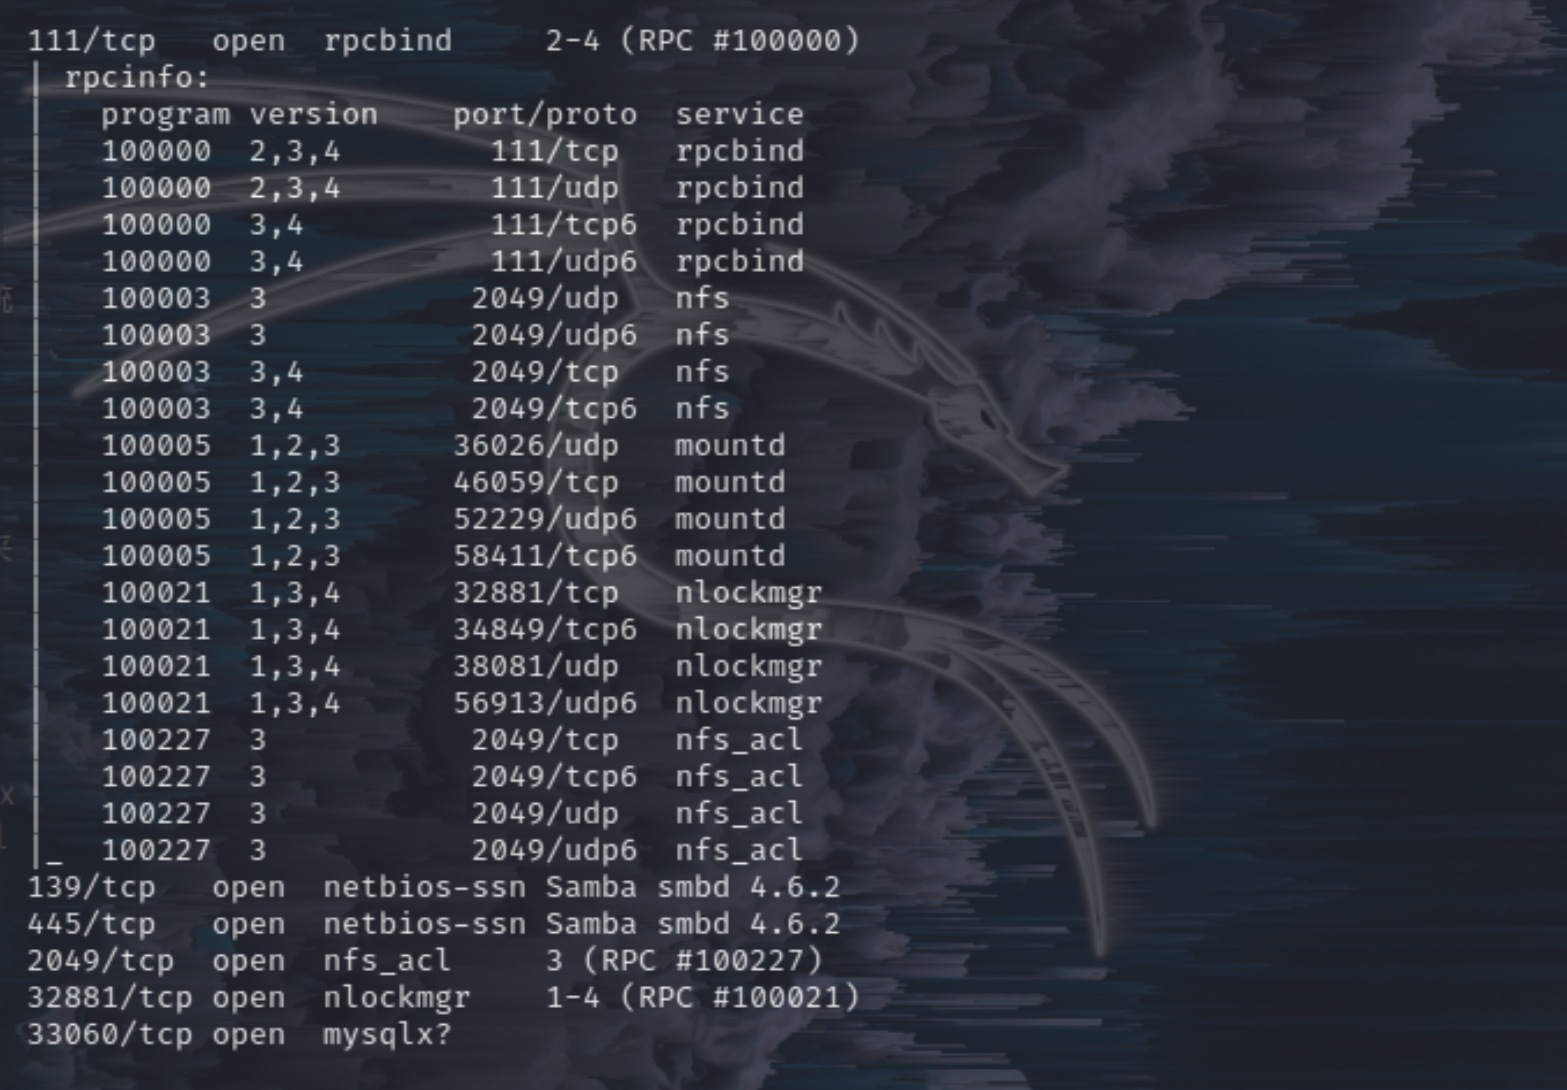 111/tcp   open  rpcbind     2-4 (RPC #100000)
| rpcinfo:
|   program version    port/proto  service
|   100000  2,3,4        111/tcp   rpcbind
|   100000  2,3,4        111/udp   rpcbind
|   100000  3,4          111/tcp6  rpcbind
|   100000  3,4          111/udp6  rpcbind
|   100003  3           2049/udp   nfs
|   100003  3           2049/udp6  nfs
|   100003  3,4         2049/tcp   nfs
|   100003  3,4         2049/tcp6  nfs
|   100005  1,2,3      36026/udp   mountd
|   100005  1,2,3      46059/tcp   mountd
|   100005  1,2,3      52229/udp6  mountd
|   100005  1,2,3      58411/tcp6  mountd
|   100021  1,3,4      32881/tcp   nlockmgr
|   100021  1,3,4      34849/tcp6  nlockmgr
|   100021  1,3,4      38081/udp   nlockmgr
|   100021  1,3,4      56913/udp6  nlockmgr
|   100227  3           2049/tcp   nfs_acl
|   100227  3           2049/tcp6  nfs_acl
|   100227  3           2049/udp   nfs_acl
|_  100227  3           2049/udp6  nfs_acl
139/tcp   open  netbios-ssn Samba smbd 4.6.2
445/tcp   open  netbios-ssn Samba smbd 4.6.2
2049/tcp  open  nfs_acl     3 (RPC #100227)
32881/tcp open  nlockmgr    1-4 (RPC #100021)
33060/tcp open  mysqlx?